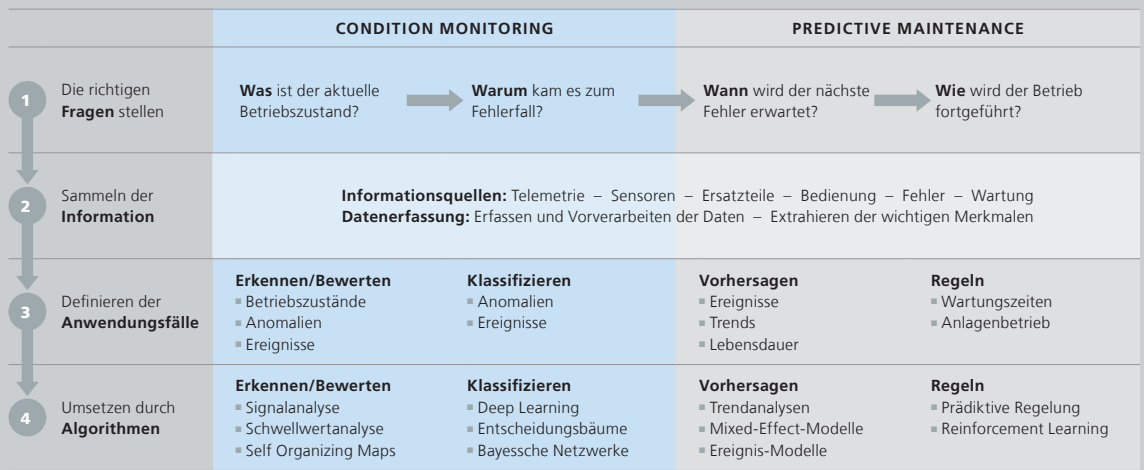 CONDITION MONITORING
PREDICTIVE MAINTENANCE
1
Die richtigen
Fragen stellen
Was ist der aktuelle
Betriebszustand?
Warum kam es zum
Fehlerfall?
Wann wird der nächste
Fehler erwartet?
Wie wird der Betrieb
fortgeführt?
2
Sammeln der
Information
Informationsquellen: Telemetrie – Sensoren – Ersatzteile – Bedienung – Fehler – Wartung
Datenerfassung: Erfassen und Vorverarbeiten der Daten – Extrahieren der wichtigen Merkmalen
3
Definieren der
Anwendungsfälle
Erkennen/Bewerten
▪ Betriebszustände
▪ Anomalien
▪ Ereignisse
Klassifizieren
▪ Anomalien
▪ Ereignisse
Vorhersagen
▪ Ereignisse
▪ Trends
▪ Lebensdauer
Regeln
▪ Wartungszeiten
▪ Anlagenbetrieb
4
Umsetzen durch
Algorithmen
Erkennen/Bewerten
▪ Signalanalyse
▪ Schwellwertanalyse
▪ Self Organizing Maps
Klassifizieren
▪ Deep Learning
▪ Entscheidungsbäume
▪ Bayessche Netzwerke
Vorhersagen
▪ Trendanalysen
▪ Mixed-Effect-Modelle
▪ Ereignis-Modelle
Regeln
▪ Prädiktive Regelung
▪ Reinforcement Learning